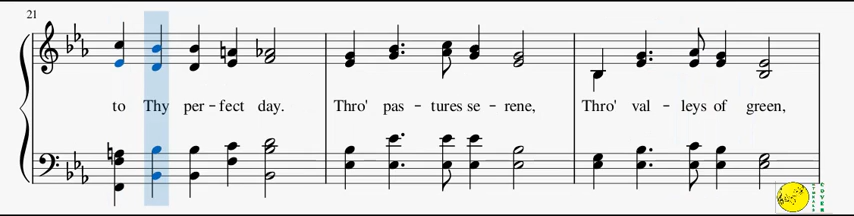 21
to Thy per - fect day. Thro' pas - tures se - rene, Thro' val - leys of green,